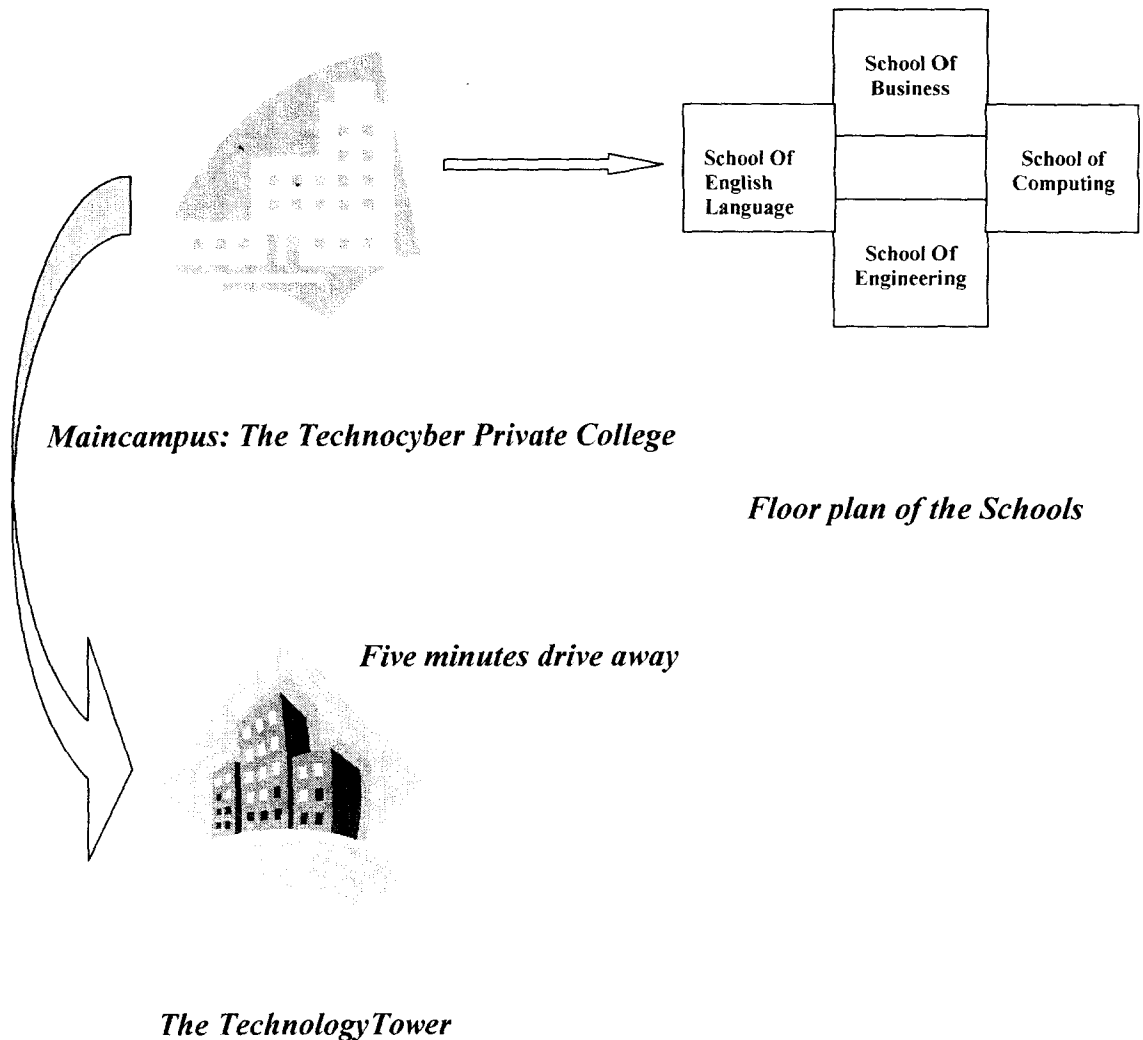 School Of
Business
School Of
English
Language
School of
Computing
School Of
Engineering
Maincampus: The Technocyber Private College
Floor plan of the Schools
Five minutes drive away
The TechnologyTower